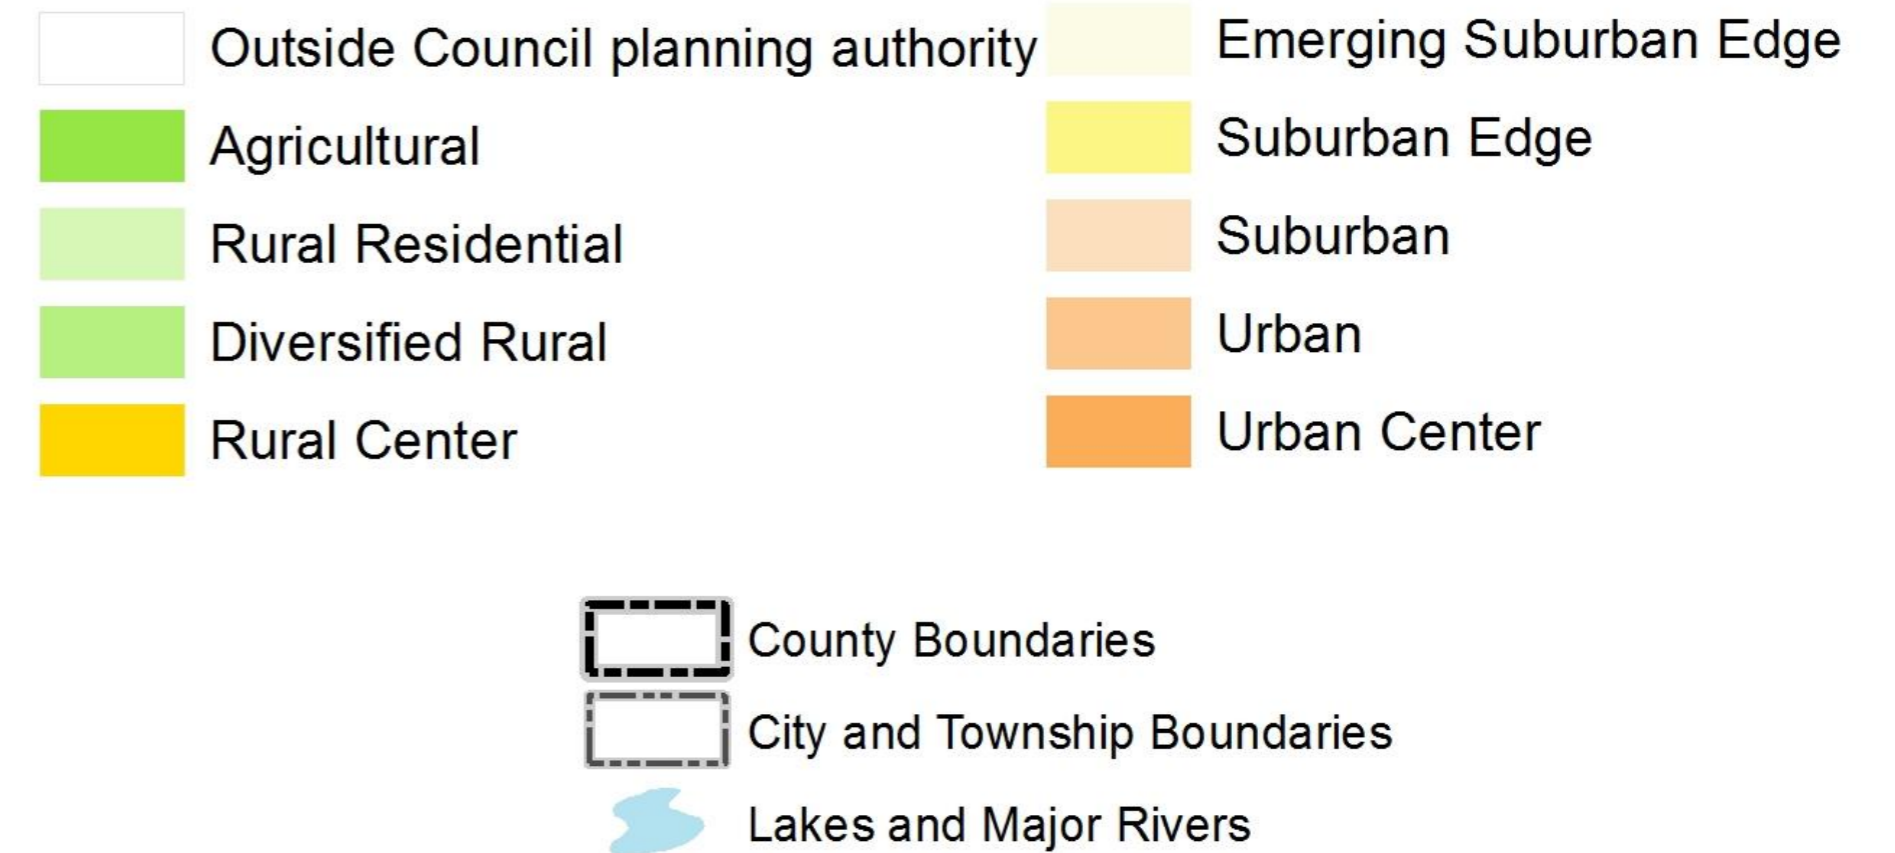 Outside Council planning authority
Agricultural
Rural Residential
Diversified Rural
Rural Center
Emerging Suburban Edge
Suburban Edge
Suburban
Urban
Urban Center
County Boundaries
City and Township Boundaries
Lakes and Major Rivers